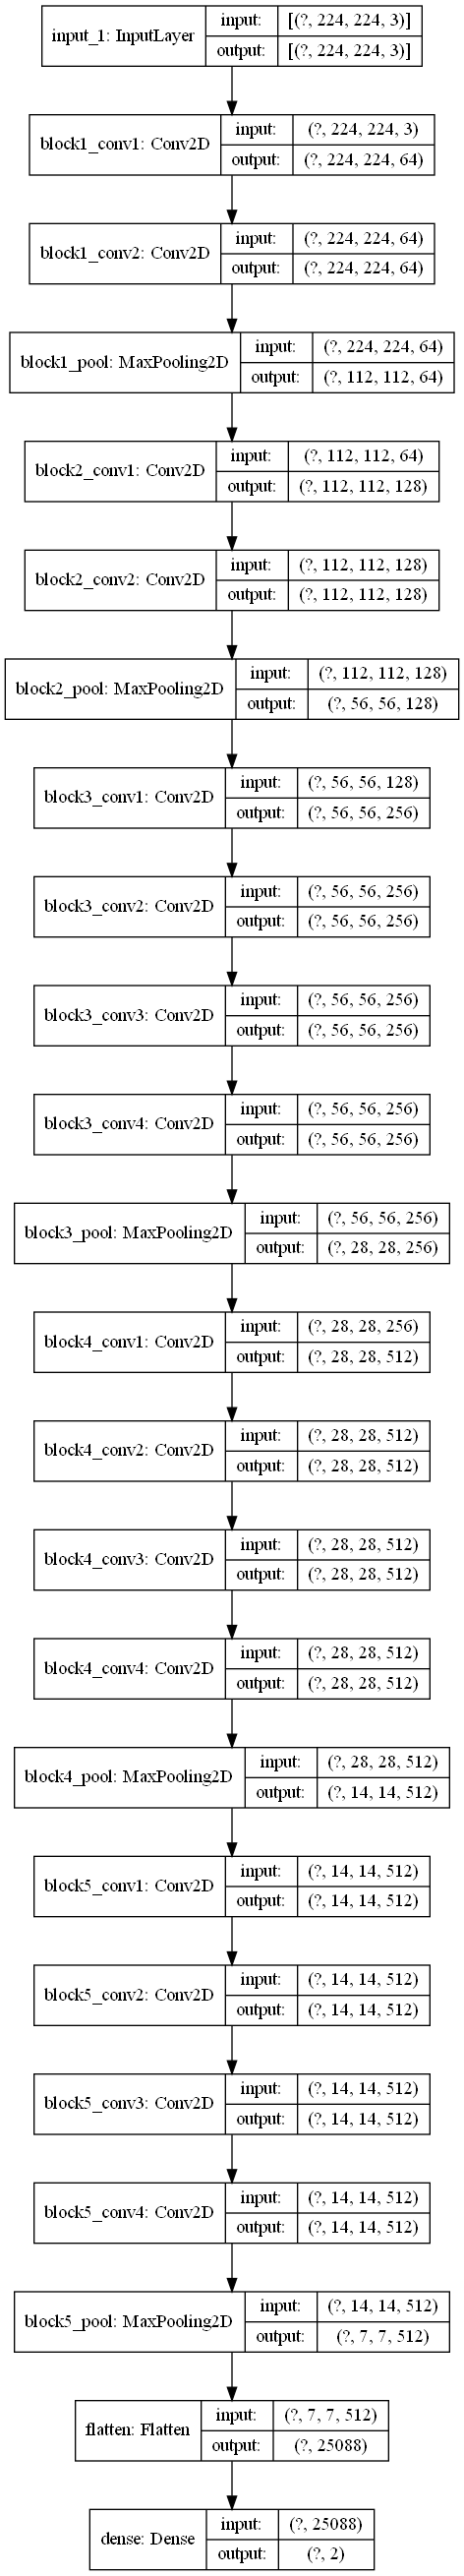 input_1: InputLayer
input: [(?, 224, 224, 3)]
output: [(?, 224, 224, 3)]
block1_conv1: Conv2D
input: (?, 224, 224, 3)
output: (?, 224, 224, 64)
block1_conv2: Conv2D
input: (?, 224, 224, 64)
output: (?, 224, 224, 64)
block1_pool: MaxPooling2D
input: (?, 224, 224, 64)
output: (?, 112, 112, 64)
block2_conv1: Conv2D
input: (?, 112, 112, 64)
output: (?, 112, 112, 128)
block2_conv2: Conv2D
input: (?, 112, 112, 128)
output: (?, 112, 112, 128)
block2_pool: MaxPooling2D
input: (?, 112, 112, 128)
output: (?, 56, 56, 128)
block3_conv1: Conv2D
input: (?, 56, 56, 128)
output: (?, 56, 56, 256)
block3_conv2: Conv2D
input: (?, 56, 56, 256)
output: (?, 56, 56, 256)
block3_conv3: Conv2D
input: (?, 56, 56, 256)
output: (?, 56, 56, 256)
block3_conv4: Conv2D
input: (?, 56, 56, 256)
output: (?, 56, 56, 256)
block3_pool: MaxPooling2D
input: (?, 56, 56, 256)
output: (?, 28, 28, 256)
block4_conv1: Conv2D
input: (?, 28, 28, 256)
output: (?, 28, 28, 512)
block4_conv2: Conv2D
input: (?, 28, 28, 512)
output: (?, 28, 28, 512)
block4_conv3: Conv2D
input: (?, 28, 28, 512)
output: (?, 28, 28, 512)
block4_conv4: Conv2D
input: (?, 28, 28, 512)
output: (?, 28, 28, 512)
block4_pool: MaxPooling2D
input: (?, 28, 28, 512)
output: (?, 14, 14, 512)
block5_conv1: Conv2D
input: (?, 14, 14, 512)
output: (?, 14, 14, 512)
block5_conv2: Conv2D
input: (?, 14, 14, 512)
output: (?, 14, 14, 512)
block5_conv3: Conv2D
input: (?, 14, 14, 512)
output: (?, 14, 14, 512)
block5_conv4: Conv2D
input: (?, 14, 14, 512)
output: (?, 14, 14, 512)
block5_pool: MaxPooling2D
input: (?, 14, 14, 512)
output: (?, 7, 7, 512)
flatten: Flatten
input: (?, 7, 7, 512)
output: (?, 25088)
dense: Dense
input: (?, 25088)
output: (?, 2)